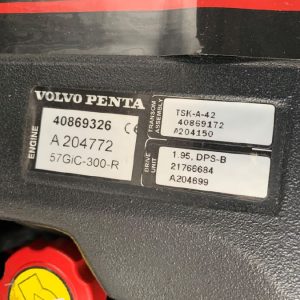 VOLVO PENTA
ENGINE
40869326 CE
A 204772
57GiC-300-R
TRANSOM
ASSEMBLY
TSK-A-42
40869172
A204150
DRIVE
UNIT
1.95, DPS-B
21766684
A204699